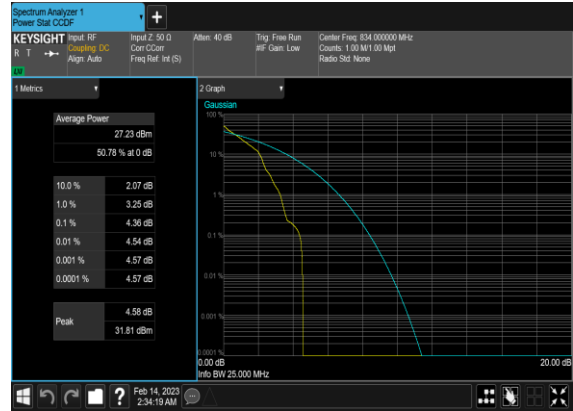 Spectrum Analyzer 1
Power Stat CCDF
KEYSIGHT
R T
LXI
Input: RF
Coupling: DC
Align: Auto
Input Z: 50 Ω
Corr CCorr
Freq Ref: Int (S)
Atten: 40 dB
Trig: Free Run
#IF Gain: Low
Center Freq: 834.000000 MHz
Counts: 1.00 M/1.00 Mpt
Radio Std: None
1 Metrics
Average Power
27.23 dBm
50.78 % at 0 dB
10.0 % 2.07 dB
1.0 % 3.25 dB
0.1 % 4.36 dB
0.01 % 4.54 dB
0.001 % 4.57 dB
0.0001 % 4.57 dB
Peak 4.58 dB
31.81 dBm
2 Graph
Gaussian
100 %
10 %
1 %
0.1 %
0.01 %
0.001 %
0.0001 %
0.00 dB 20.00 dB
Info BW 25.000 MHz
?
Feb 14, 2023
2:34:19 AM